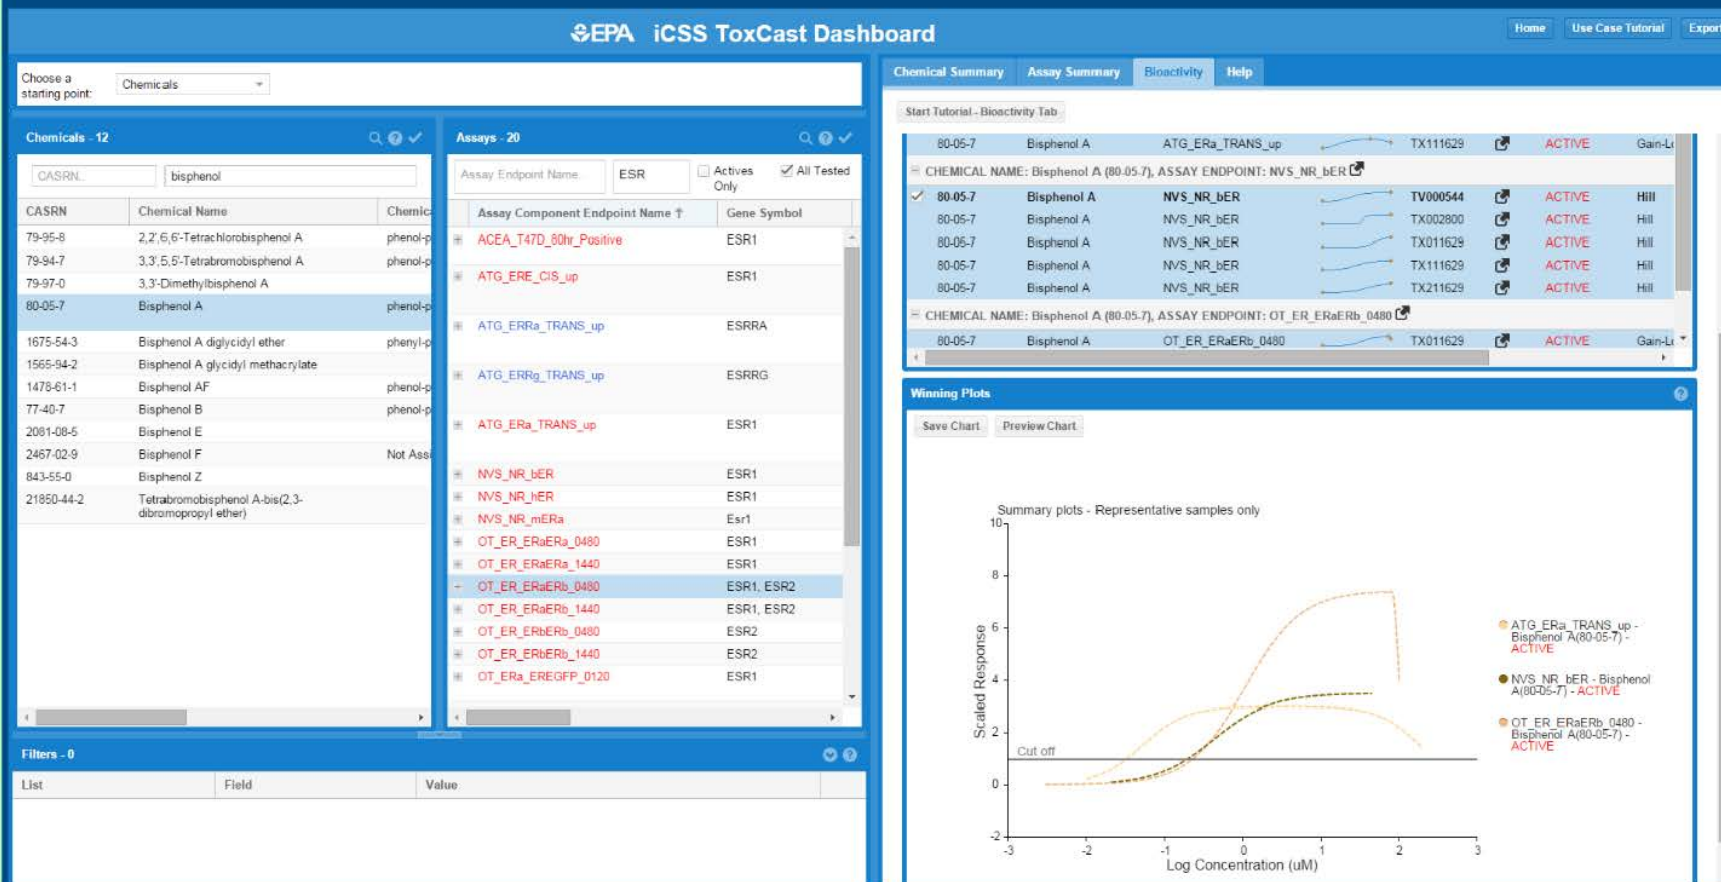 EPA iCSS ToxCast Dashboard
Home Use Case Tutorial Export
Choose a
starting point:
Chemicals
Chemicals - 12
CASRN..
bisphenol
CASRN Chemical Name Chemic
79-95-8 2,2',6,6'-Tetrachlorobisphenol A phenol-p
79-94-7 3,3',5,5'-Tetrabromobisphenol A phenol-p
79-97-0 3,3'-Dimethylbisphenol A
80-05-7 Bisphenol A phenol-p
1675-54-3 Bisphenol A diglycidyl ether phenyl-p
1565-94-2 Bisphenol A glycidyl methacrylate
1478-61-1 Bisphenol AF phenol-p
77-40-7 Bisphenol B phenol-p
2081-08-5 Bisphenol E
2467-02-9 Bisphenol F Not Assi
843-55-0 Bisphenol Z
21850-44-2 Tetrabromobisphenol A-bis(2,3-
dibromopropyl ether)
Assays - 20
Assay Endpoint Name
ESR
Actives
Only
All Tested
Assay Component Endpoint Name ↑ Gene Symbol
ACEA_T47D_80hr_Positive ESR1
ATG_ERE_CIS_up ESR1
ATG_ERRa_TRANS_up ESRRA
ATG_ERRg_TRANS_up ESRRG
ATG_ERa_TRANS_up ESR1
NVS_NR_bER ESR1
NVS_NR_hER ESR1
NVS_NR_mERa Esr1
OT_ER_ERaERa_0480 ESR1
OT_ER_ERaERa_1440 ESR1
OT_ER_ERaERb_0480 ESR1, ESR2
OT_ER_ERaERb_1440 ESR1, ESR2
OT_ER_ERbERb_0480 ESR2
OT_ER_ERbERb_1440 ESR2
OT_ERa_EREGFP_0120 ESR1
Filters - 0
List Field Value
Chemical Summary Assay Summary Bioactivity Help
Start Tutorial - Bioactivity Tab
80-05-7 Bisphenol A ATG_ERa_TRANS_up TX111629 ACTIVE Gain-Lo
CHEMICAL NAME: Bisphenol A (80-05-7), ASSAY ENDPOINT: NVS_NR_bER
80-05-7 Bisphenol A NVS_NR_bER TV000544 ACTIVE Hill
80-05-7 Bisphenol A NVS_NR_bER TX002800 ACTIVE Hill
80-05-7 Bisphenol A NVS_NR_bER TX011629 ACTIVE Hill
80-05-7 Bisphenol A NVS_NR_bER TX111629 ACTIVE Hill
80-05-7 Bisphenol A NVS_NR_bER TX211629 ACTIVE Hill
CHEMICAL NAME: Bisphenol A (80-05-7), ASSAY ENDPOINT: OT_ER_ERaERb_0480
80-05-7 Bisphenol A OT_ER_ERaERb_0480 TX011629 ACTIVE Gain-Lo
Winning Plots
Save Chart Preview Chart
Summary plots - Representative samples only
10
8
6
4
2
0
-2
Scaled Response
Cut off
-3 -2 -1 0 1 2 3
Log Concentration (uM)
ATG_ERa_TRANS_up -
Bisphenol A(80-05-7) -
ACTIVE
NVS_NR_bER - Bisphenol
A(80-05-7) - ACTIVE
OT_ER_ERaERb_0480 -
Bisphenol A(80-05-7) -
ACTIVE